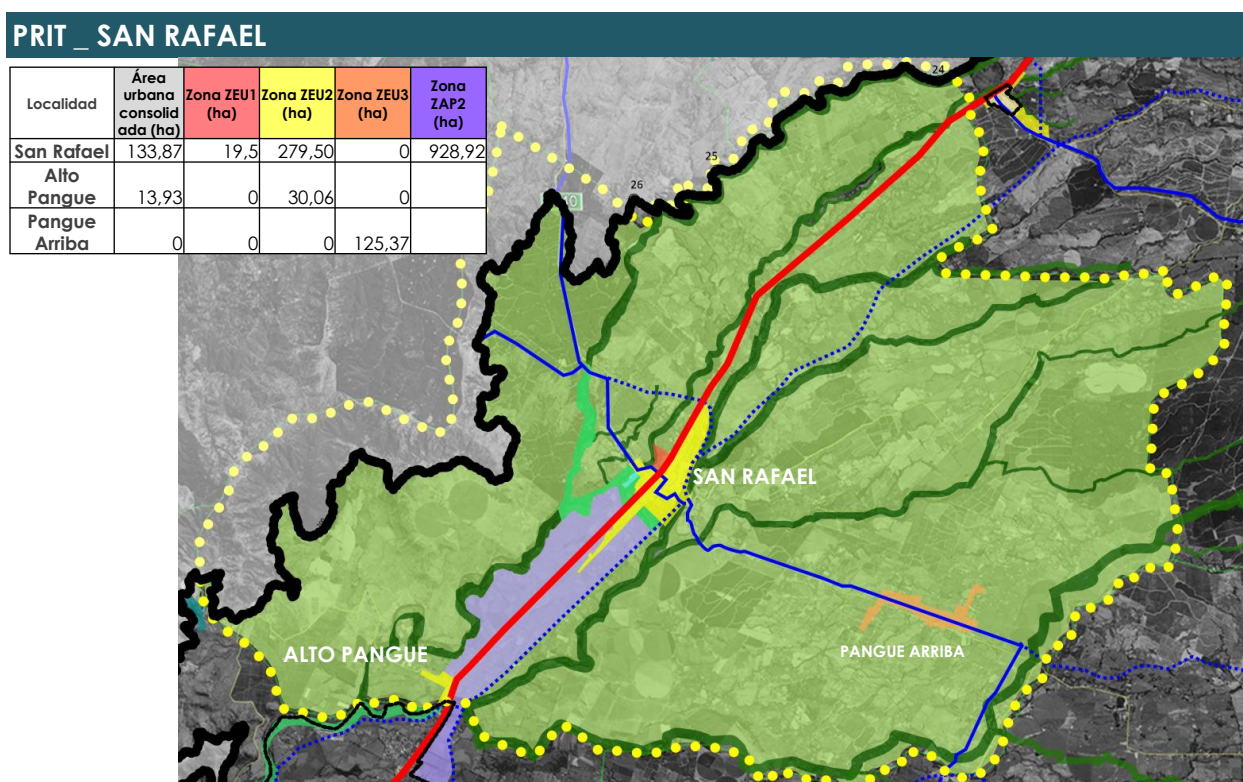 PRIT _ SAN RAFAEL
Localidad
Área
urbana
consolid
ada (ha)
Zona ZEU1
(ha)
Zona ZEU2
(ha)
Zona ZEU3
(ha)
Zona
ZAP2
(ha)
San Rafael 133,87 19,5 279,50 0 928,92
Alto
Pangue 13,93 0 30,06 0
Pangue
Arriba 0 0 0 125,37
24
25
26
SAN RAFAEL
ALTO PANGUE
PANGUE ARRIBA